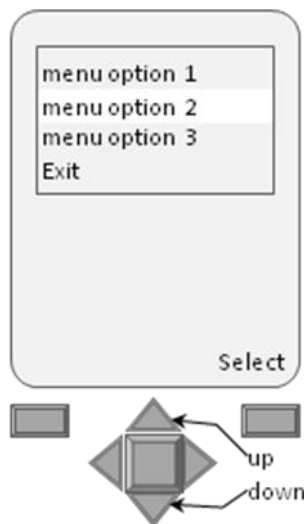 menu option 1
menu option 2
menu option 3
Exit
Select
up
down